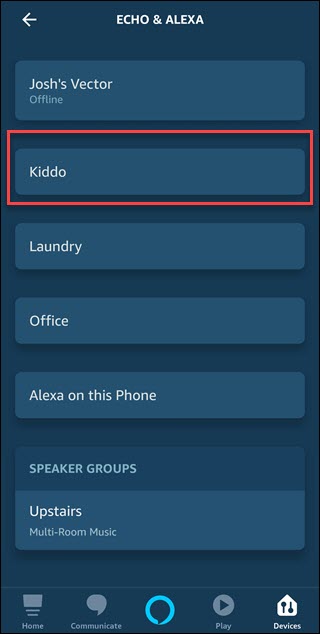 ECHO & ALEXA
Josh's Vector
Offline
Kiddo
Laundry
Office
Alexa on this Phone
SPEAKER GROUPS
Upstairs
Multi-Room Music
Home Communicate Play Devices